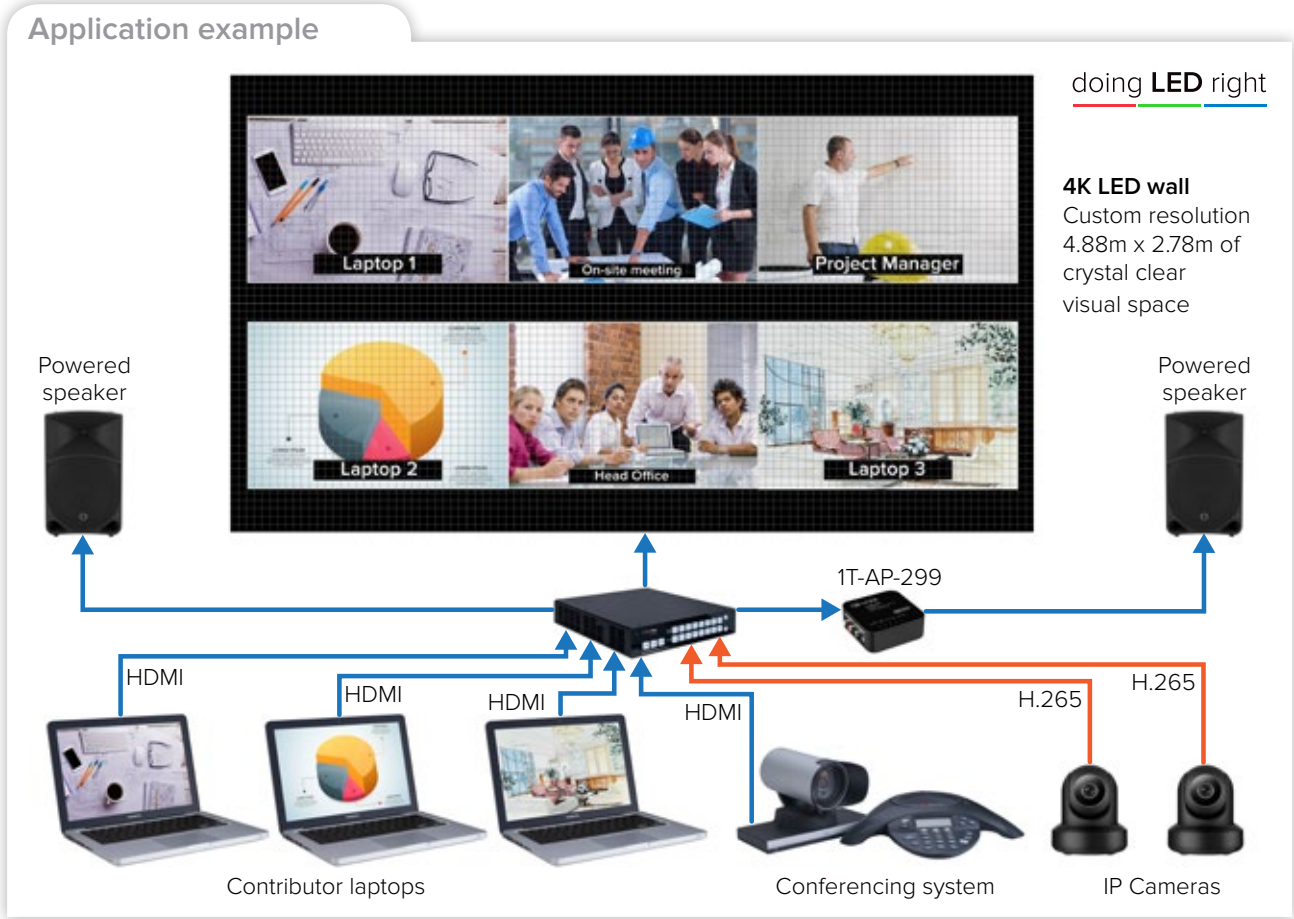 Application example
doing LED right
4K LED wall
Custom resolution
4.88m x 2.78m of
crystal clear
visual space
Laptop 1
On-site meeting
Project Manager
Laptop 2
Head Office
Laptop 3
Powered
speaker
Powered
speaker
1T-AP-299
HDMI
HDMI
HDMI
HDMI
H.265
H.265
Contributor laptops
Conferencing system
IP Cameras